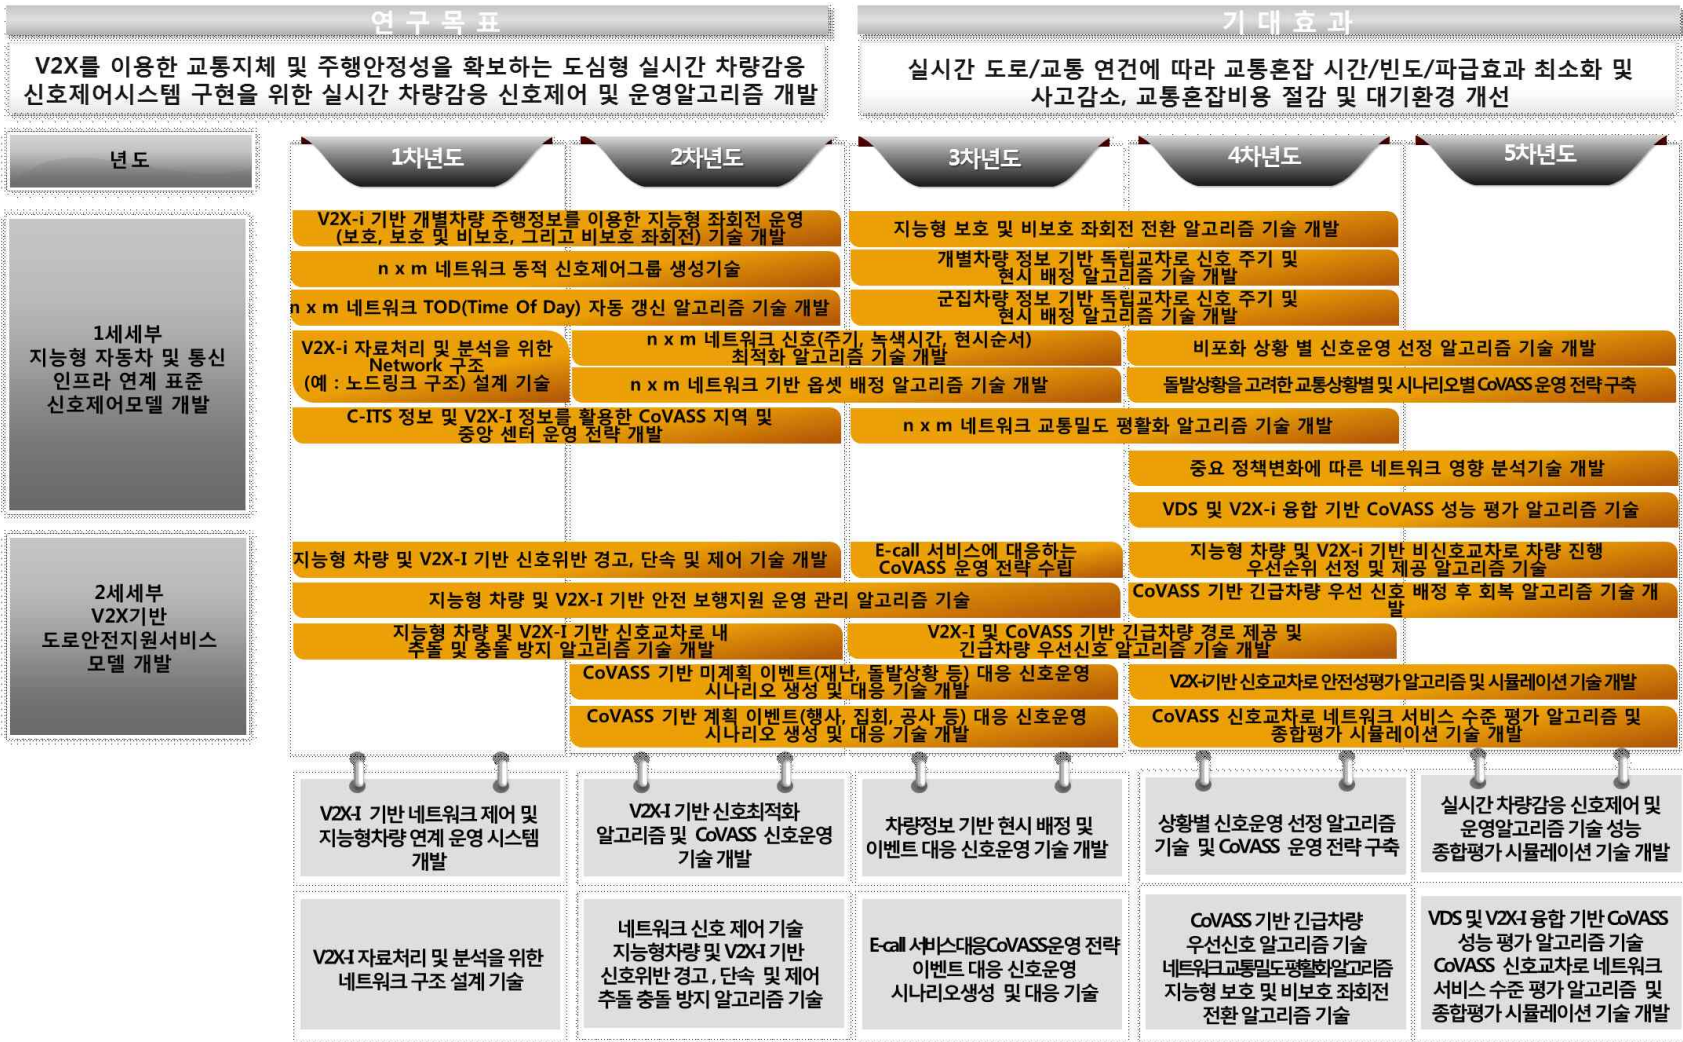 연 구 목 표
기 대 효 과
V2X를 이용한 교통지체 및 주행안정성을 확보하는 도심형 실시간 차량감응
신호제어시스템 구현을 위한 실시간 차량감응 신호제어 및 운영알고리즘 개발
실시간 도로/교통 연건에 따라 교통혼잡 시간/빈도/파급효과 최소화 및
사고감소, 교통혼잡비용 절감 및 대기환경 개선
년 도
1차년도
2차년도
3차년도
4차년도
5차년도
1세세부
지능형 자동차 및 통신
인프라 연계 표준
신호제어모델 개발
V2X-i 기반 개별차량 주행정보를 이용한 지능형 좌회전 운영
(보호, 보호 및 비보호, 그리고 비보호 좌회전) 기술 개발
지능형 보호 및 비보호 좌회전 전환 알고리즘 기술 개발
n x m 네트워크 동적 신호제어그룹 생성기술
개별차량 정보 기반 독립교차로 신호 주기 및
현시 배정 알고리즘 기술 개발
n x m 네트워크 TOD(Time Of Day) 자동 갱신 알고리즘 기술 개발
군집차량 정보 기반 독립교차로 신호 주기 및
현시 배정 알고리즘 기술 개발
V2X-i 자료처리 및 분석을 위한
Network 구조
(예 : 노드링크 구조) 설계 기술
n x m 네트워크 신호(주기, 녹색시간, 현시순서)
최적화 알고리즘 기술 개발
비포화 상황 별 신호운영 선정 알고리즘 기술 개발
n x m 네트워크 기반 옵셋 배정 알고리즘 기술 개발
돌발상황을 고려한 교통상황별 및 시나리오별 CoVASS 운영 전략 구축
C-ITS 정보 및 V2X-I 정보를 활용한 CoVASS 지역 및
중앙 센터 운영 전략 개발
n x m 네트워크 교통밀도 평활화 알고리즘 기술 개발
중요 정책변화에 따른 네트워크 영향 분석기술 개발
VDS 및 V2X-i 융합 기반 CoVASS 성능 평가 알고리즘 기술
2세세부
V2X기반
도로안전지원서비스
모델 개발
지능형 차량 및 V2X-I 기반 신호위반 경고, 단속 및 제어 기술 개발
E-call 서비스에 대응하는
CoVASS 운영 전략 수립
지능형 차량 및 V2X-i 기반 비신호교차로 차량 진행
우선순위 선정 및 제공 알고리즘 기술
지능형 차량 및 V2X-I 기반 안전 보행지원 운영 관리 알고리즘 기술
CoVASS 기반 긴급차량 우선 신호 배정 후 회복 알고리즘 기술 개
발
지능형 차량 및 V2X-I 기반 신호교차로 내
추돌 및 충돌 방지 알고리즘 기술 개발
V2X-I 및 CoVASS 기반 긴급차량 경로 제공 및
긴급차량 우선신호 알고리즘 기술 개발
CoVASS 기반 미계획 이벤트(재난, 돌발상황 등) 대응 신호운영
시나리오 생성 및 대응 기술 개발
V2X-i기반 신호교차로 안전성평가 알고리즘 및 시뮬레이션 기술 개발
CoVASS 기반 계획 이벤트(행사, 집회, 공사 등) 대응 신호운영
시나리오 생성 및 대응 기술 개발
CoVASS 신호교차로 네트워크 서비스 수준 평가 알고리즘 및
종합평가 시뮬레이션 기술 개발
V2X-I 기반 네트워크 제어 및
지능형차량 연계 운영 시스템
개발
V2X-I 기반 신호최적화
알고리즘 및 CoVASS 신호운영
기술 개발
차량정보 기반 현시 배정 및
이벤트 대응 신호운영 기술 개발
상황별 신호운영 선정 알고리즘
기술 및 CoVASS 운영 전략 구축
실시간 차량감응 신호제어 및
운영알고리즘 기술 성능
종합평가 시뮬레이션 기술 개발
V2X-I 자료처리 및 분석을 위한
네트워크 구조 설계 기술
네트워크 신호 제어 기술
지능형차량 및 V2X-I 기반
신호위반 경고 , 단속 및 제어
추돌 충돌 방지 알고리즘 기술
E-call 서비스대응CoVASS운영 전략
이벤트 대응 신호운영
시나리오생성 및 대응 기술
CoVASS 기반 긴급차량
우선신호 알고리즘 기술
네트워크교통밀도평활화알고리즘
지능형 보호 및 비보호 좌회전
전환 알고리즘 기술
VDS 및 V2X-I 융합 기반 CoVASS
성능 평가 알고리즘 기술
CoVASS 신호교차로 네트워크
서비스 수준 평가 알고리즘 및
종합평가 시뮬레이션 기술 개발